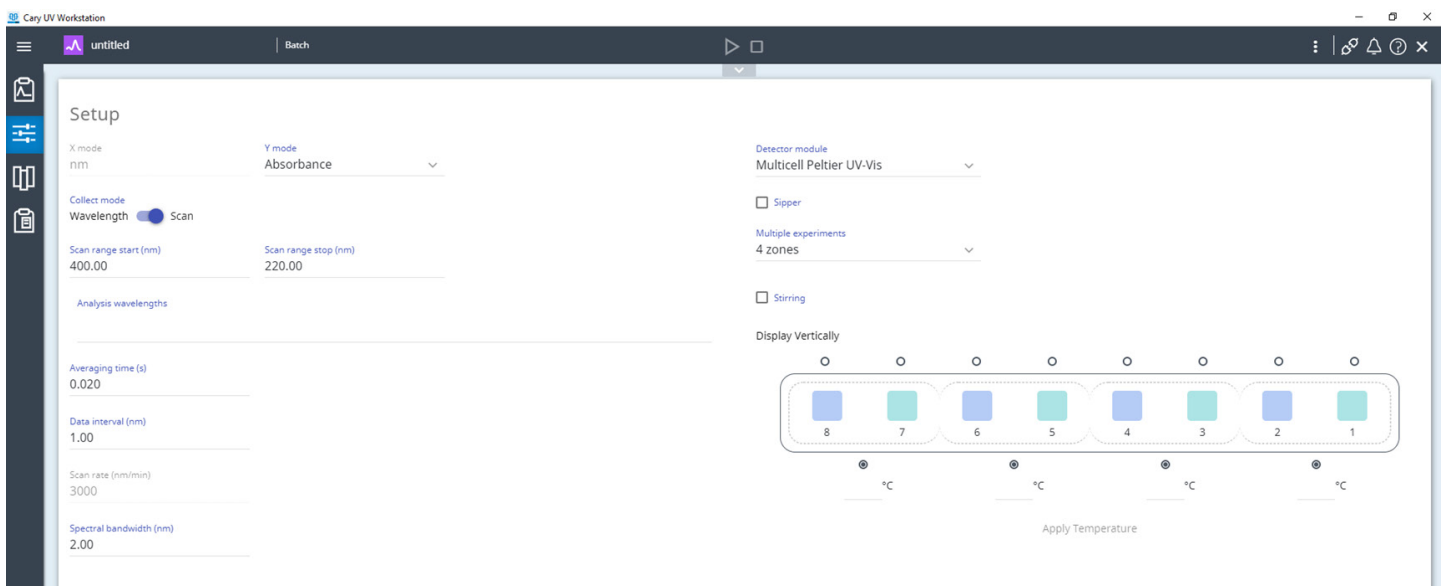 Cary UV Workstation
untitled
Batch
Setup
X mode
nm
Y mode
Absorbance
Collect mode
Wavelength Scan
Scan range start (nm)
400.00
Scan range stop (nm)
220.00
Analysis wavelengths
Averaging time (s)
0.020
Data interval (nm)
1.00
Scan rate (nm/min)
3000
Spectral bandwidth (nm)
2.00
Detector module
Multicell Peltier UV-Vis
Sipper
Multiple experiments
4 zones
Stirring
Display Vertically
8 7 6 5 4 3 2 1
°C °C °C °C
Apply Temperature